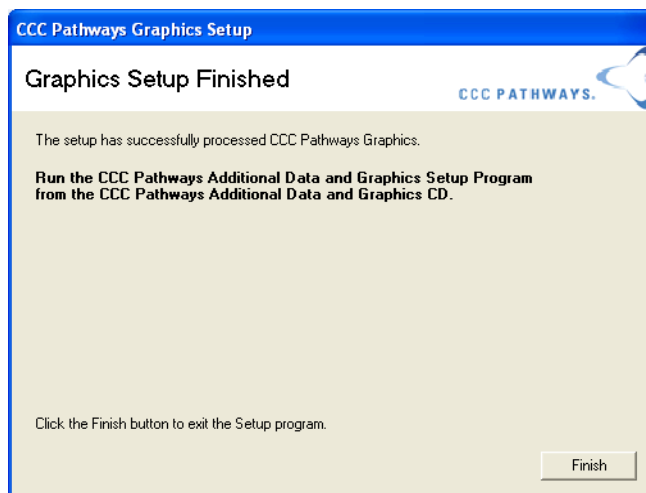 CCC Pathways Graphics Setup
Graphics Setup Finished
CCC PATHWAYS.
The setup has successfully processed CCC Pathways Graphics.
Run the CCC Pathways Additional Data and Graphics Setup Program
from the CCC Pathways Additional Data and Graphics CD.
Click the Finish button to exit the Setup program.
Finish